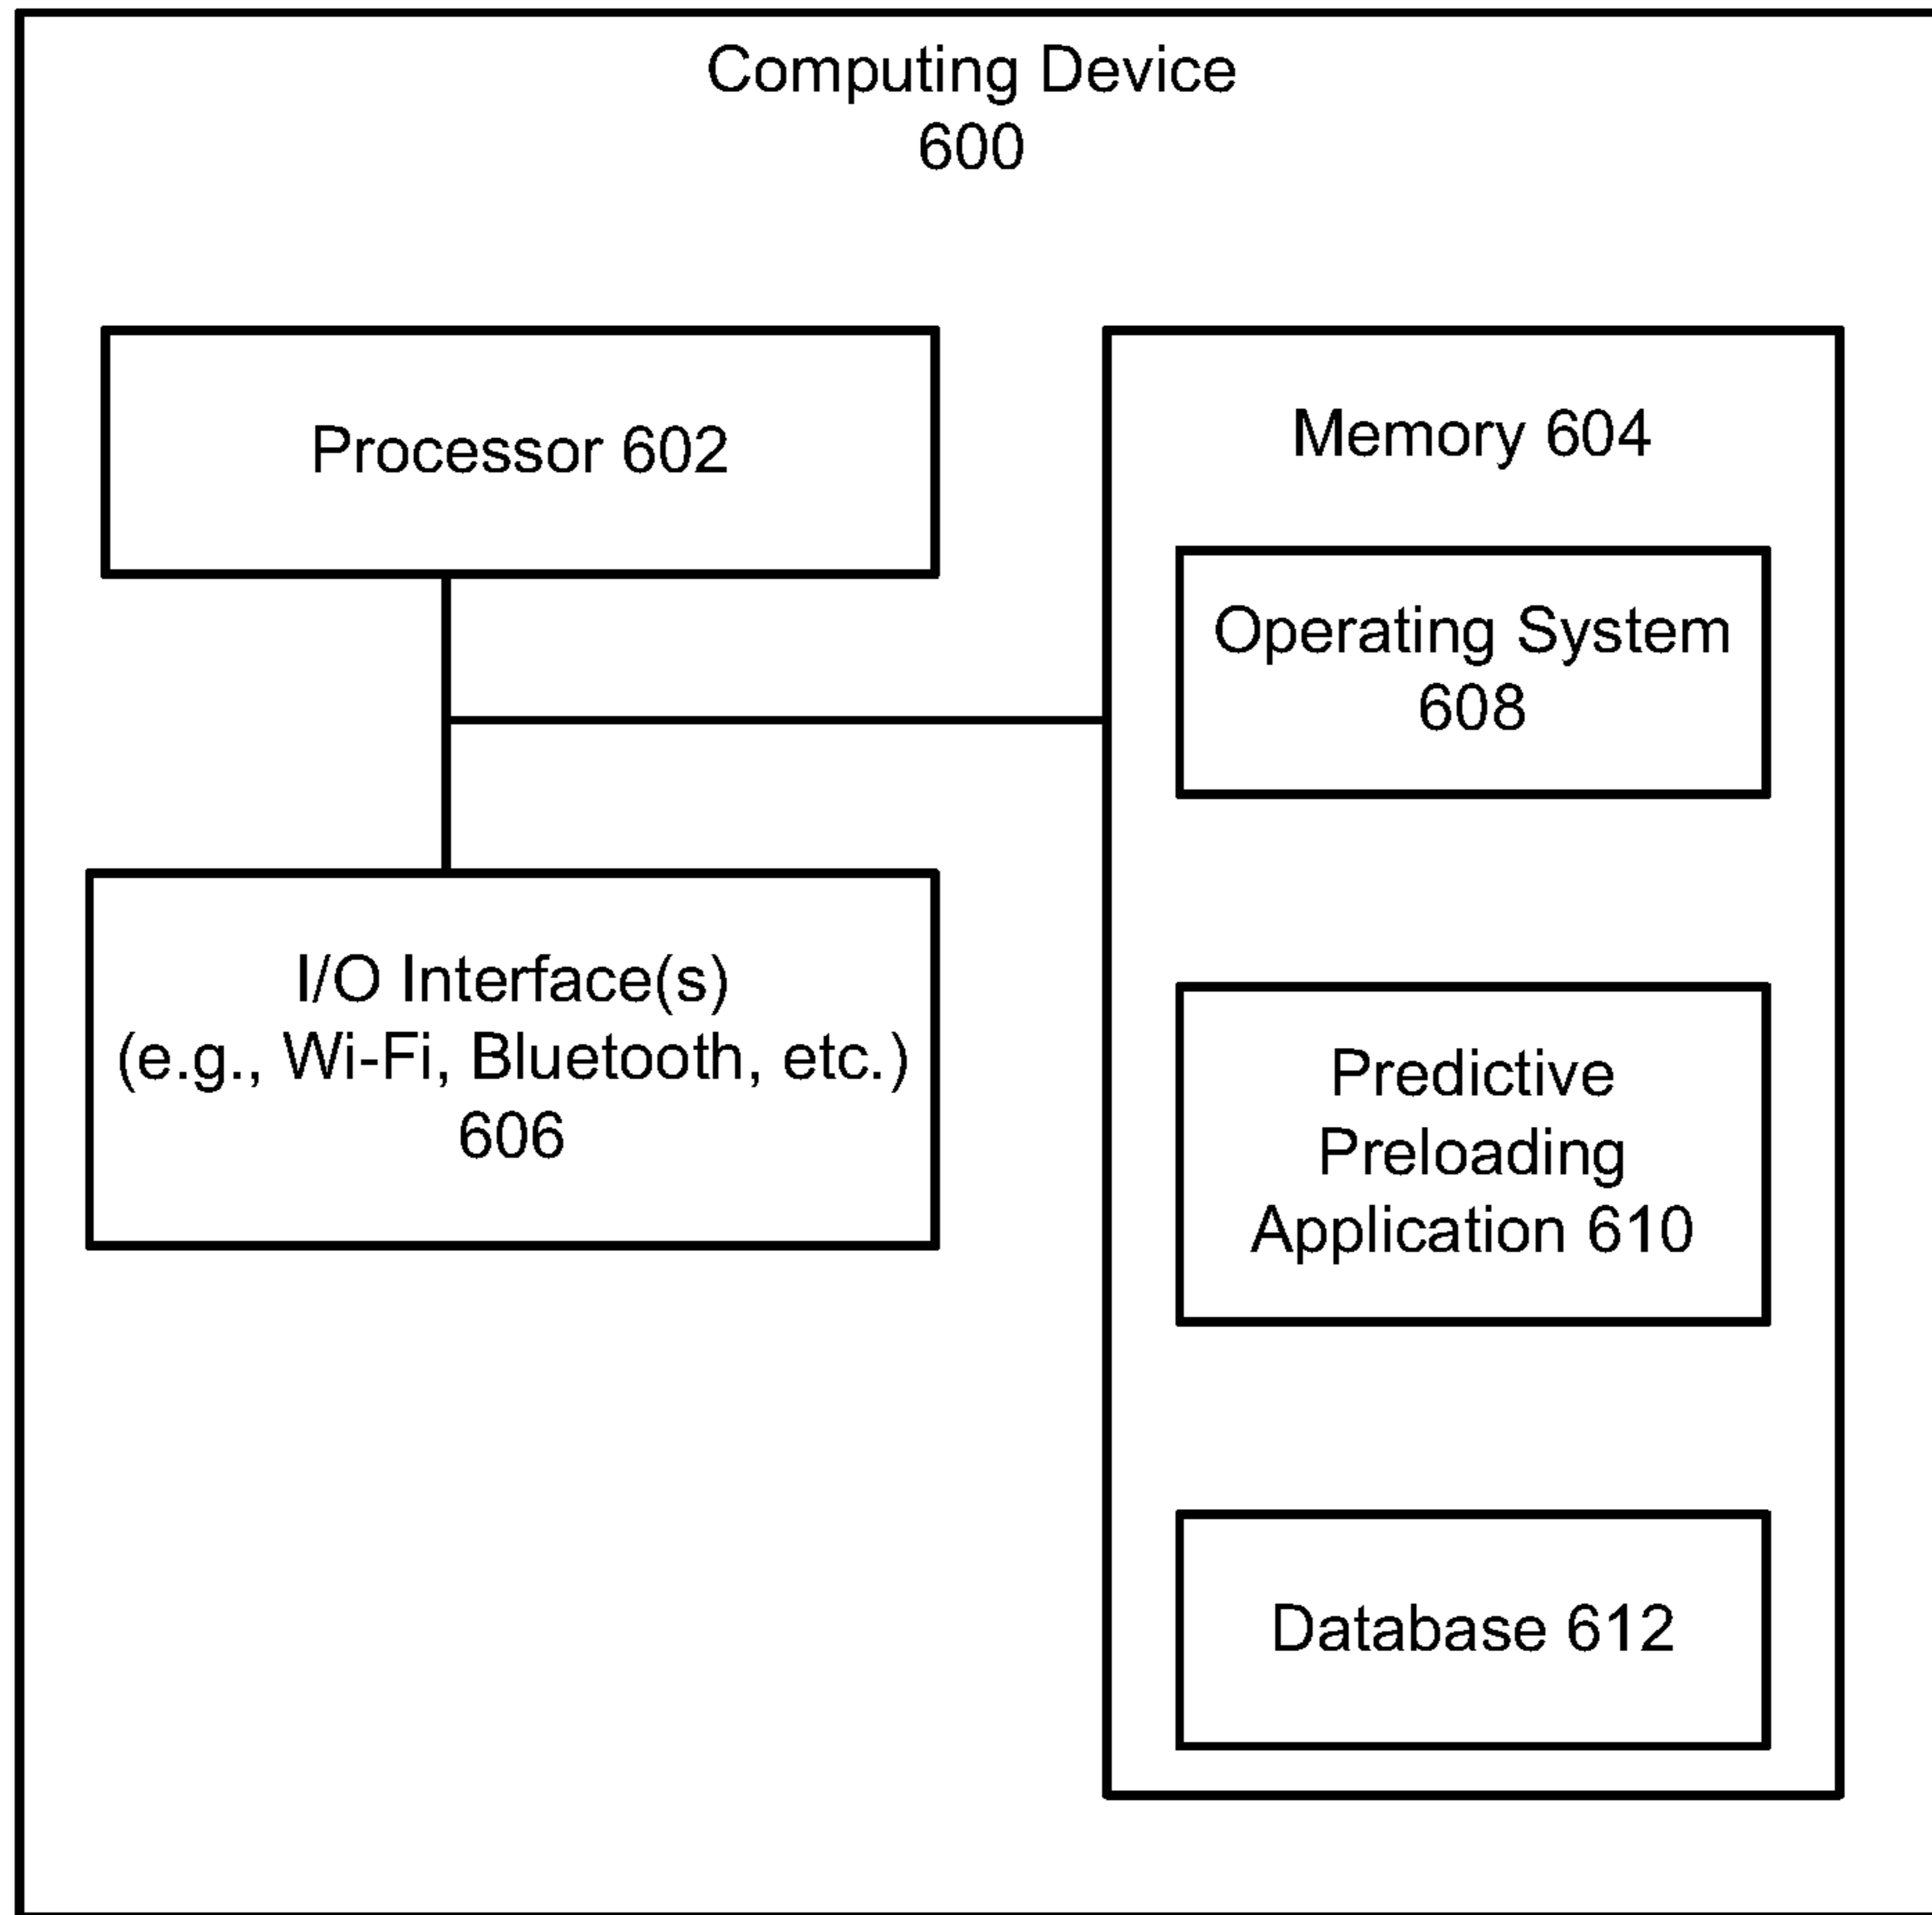 Computing Device
600
Processor 602
I/O Interface(s)
(e.g., Wi-Fi, Bluetooth, etc.)
606
Memory 604
Operating System
608
Predictive
Preloading
Application 610
Database 612